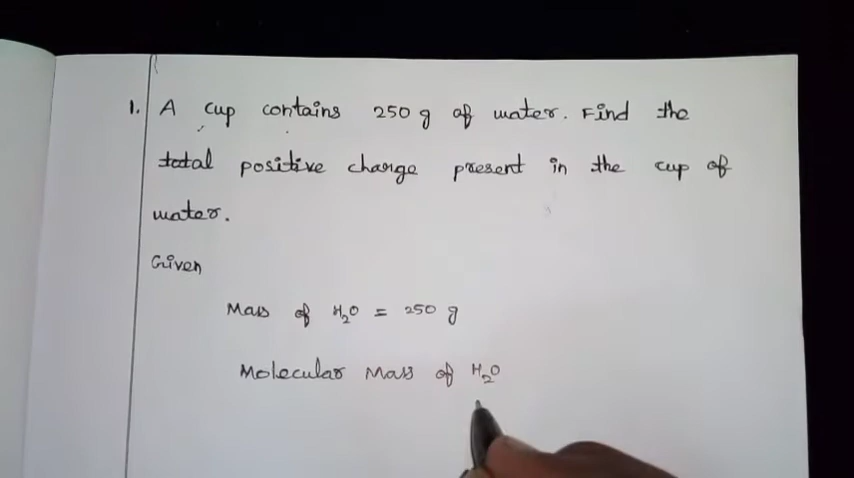 1. A cup contains 250 g of water. Find the
total positive charge present in the cup of
water.
Given
Mass of H₂O = 250 g
Molecular Mass of H₂O